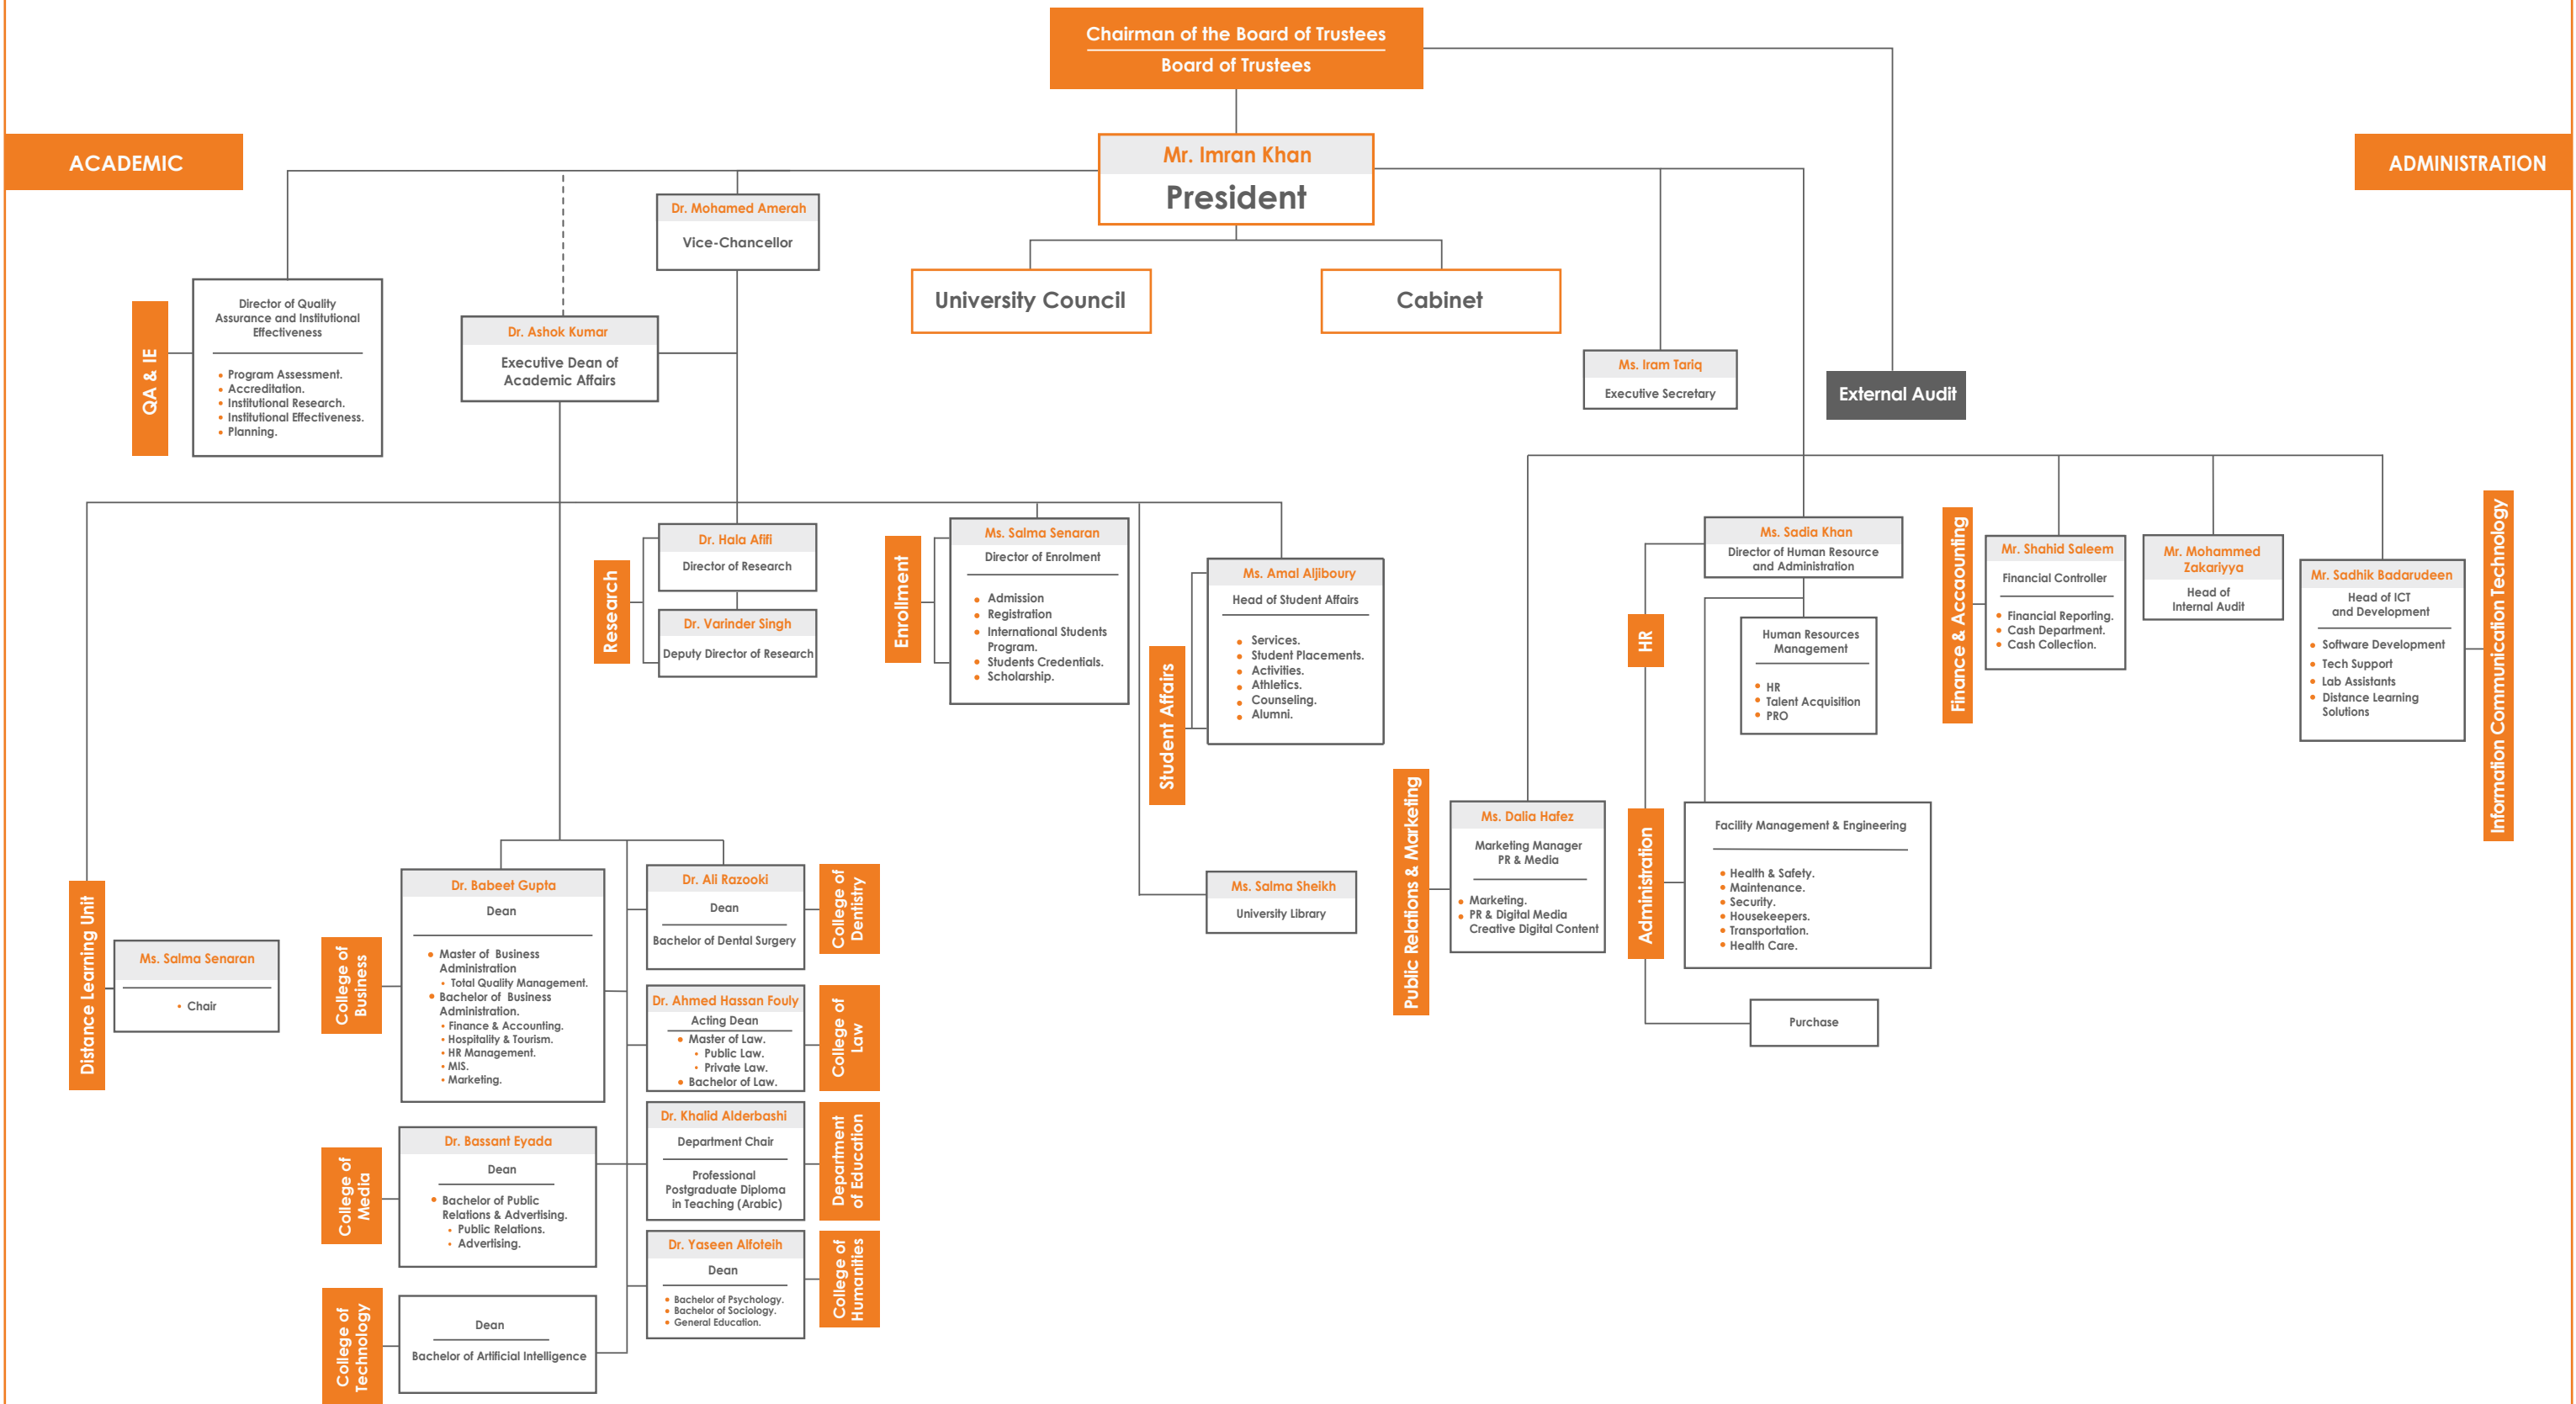 Chairman of the Board of Trustees
Board of Trustees
ACADEMIC
ADMINISTRATION
Mr. Imran Khan
President
Dr. Mohamed Amerah
Vice-Chancellor
University Council
Cabinet
QA & IE
Director of Quality
Assurance and Institutional
Effectiveness
• Program Assessment.
• Accreditation.
• Institutional Research.
• Institutional Effectiveness.
• Planning.
Dr. Ashok Kumar
Executive Dean of
Academic Affairs
Ms. Iram Tariq
Executive Secretary
External Audit
Research
Dr. Hala Afifi
Director of Research
Dr. Varinder Singh
Deputy Director of Research
Enrollment
Ms. Salma Senaran
Director of Enrolment
• Admission
• Registration
• International Students
Program.
• Students Credentials.
• Scholarship.
Student Affairs
Ms. Amal Aljiboury
Head of Student Affairs
• Services.
• Student Placements.
• Activities.
• Athletics.
• Counseling.
• Alumni.
HR
Ms. Sadia Khan
Director of Human Resource
and Administration
Human Resources
Management
• HR
• Talent Acquisition
• PRO
Finance & Accaounting
Mr. Shahid Saleem
Financial Controller
• Financial Reporting.
• Cash Department.
• Cash Collection.
Mr. Mohammed
Zakariyya
Head of
Internal Audit
Mr. Sadhik Badarudeen
Head of ICT
and Development
• Software Development
• Tech Support
• Lab Assistants
• Distance Learning
Solutions
Information Communication Technology
Public Relations & Marketing
Ms. Dalia Hafez
Marketing Manager
PR & Media
• Marketing.
• PR & Digital Media
Creative Digital Content
Administration
Facility Management & Engineering
• Health & Safety.
• Maintenance.
• Security.
• Housekeepers.
• Transportation.
• Health Care.
Purchase
Ms. Salma Sheikh
University Library
Distance Learning Unit
Ms. Salma Senaran
• Chair
College of
Business
Dr. Babeet Gupta
Dean
• Master of Business
Administration
• Total Quality Management.
• Bachelor of Business
Administration.
• Finance & Accounting.
• Hospitality & Tourism.
• HR Management.
• MIS.
• Marketing.
Dr. Ali Razooki
Dean
Bachelor of Dental Surgery
College of
Dentistry
Dr. Ahmed Hassan Fouly
Acting Dean
• Master of Law.
• Public Law.
• Private Law.
• Bachelor of Law.
College of
Law
College of
Media
Dr. Bassant Eyada
Dean
• Bachelor of Public
Relations & Advertising.
• Public Relations.
• Advertising.
Dr. Khalid Alderbashi
Department Chair
Professional
Postgraduate Diploma
in Teaching (Arabic)
Department
of Education
Dr. Yaseen Alfoteih
Dean
• Bachelor of Psychology.
• Bachelor of Sociology.
• General Education.
College of
Humanities
College of
Technology
Dean
Bachelor of Artificial Intelligence